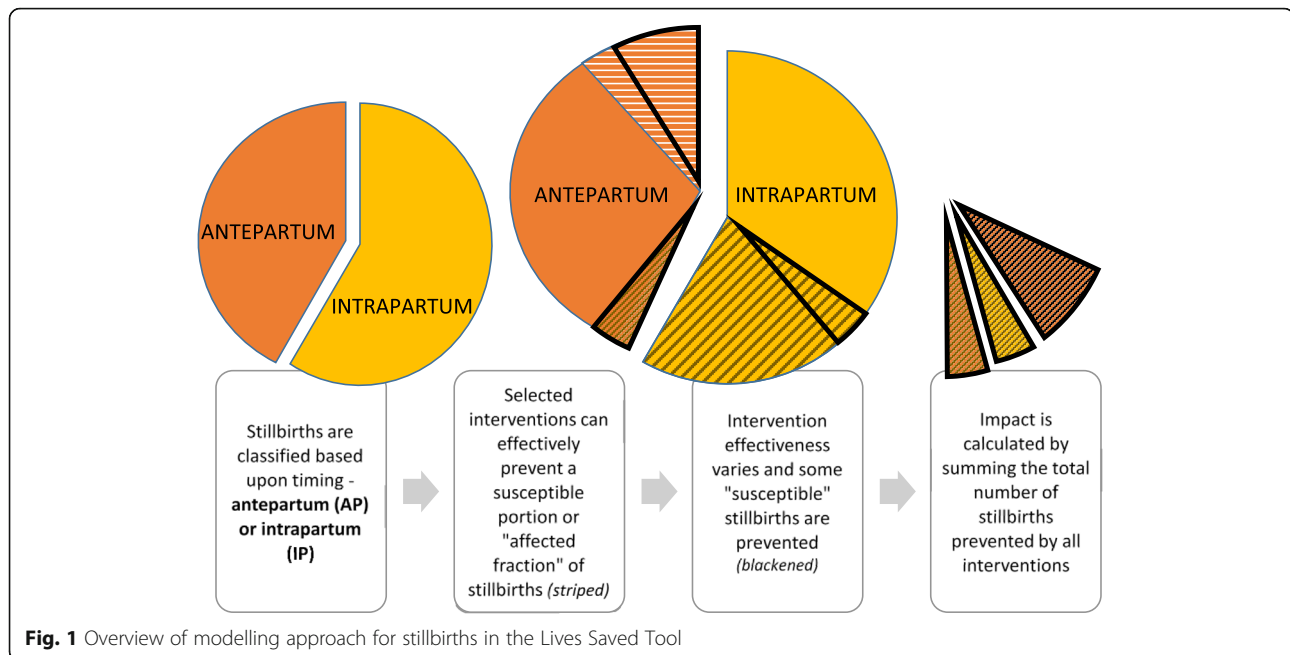 ANTEPARTUM
INTRAPARTUM
ANTEPARTUM
INTRAPARTUM
Stillbirths are
classified based
upon timing -
antepartum (AP)
or intrapartum
(IP)
Selected
interventions can
effectively
prevent a
susceptible
portion or
"affected
fraction" of
stillbirths (striped)
Intervention
effectiveness
varies and some
"susceptible"
stillbirths are
prevented
(blackened)
Impact is
calculated by
summing the total
number of
stillbirths
prevented by all
interventions
Fig. 1 Overview of modelling approach for stillbirths in the Lives Saved Tool